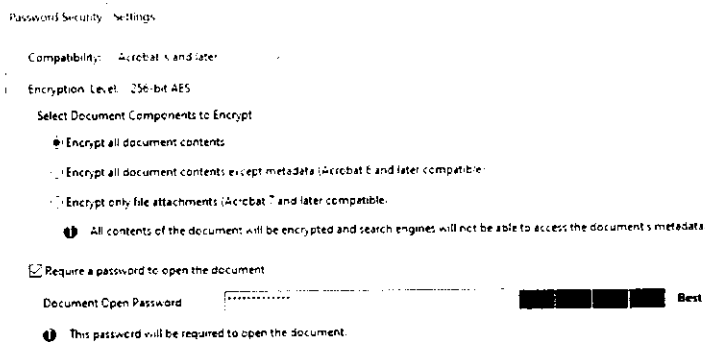 Password Security Settings
Compatibility: Acrobat and later
Encryption Level: 256-bit AES
Select Document Components to Encrypt
Encrypt all document contents
Encrypt all document contents except metadata (Acrobat 6 and later compatible)
Encrypt only file attachments (Acrobat 7 and later compatible)
All contents of the document will be encrypted and search engines will not be able to access the document's metadata
Require a password to open the document
Document Open Password ************ Best
This password will be required to open the document.